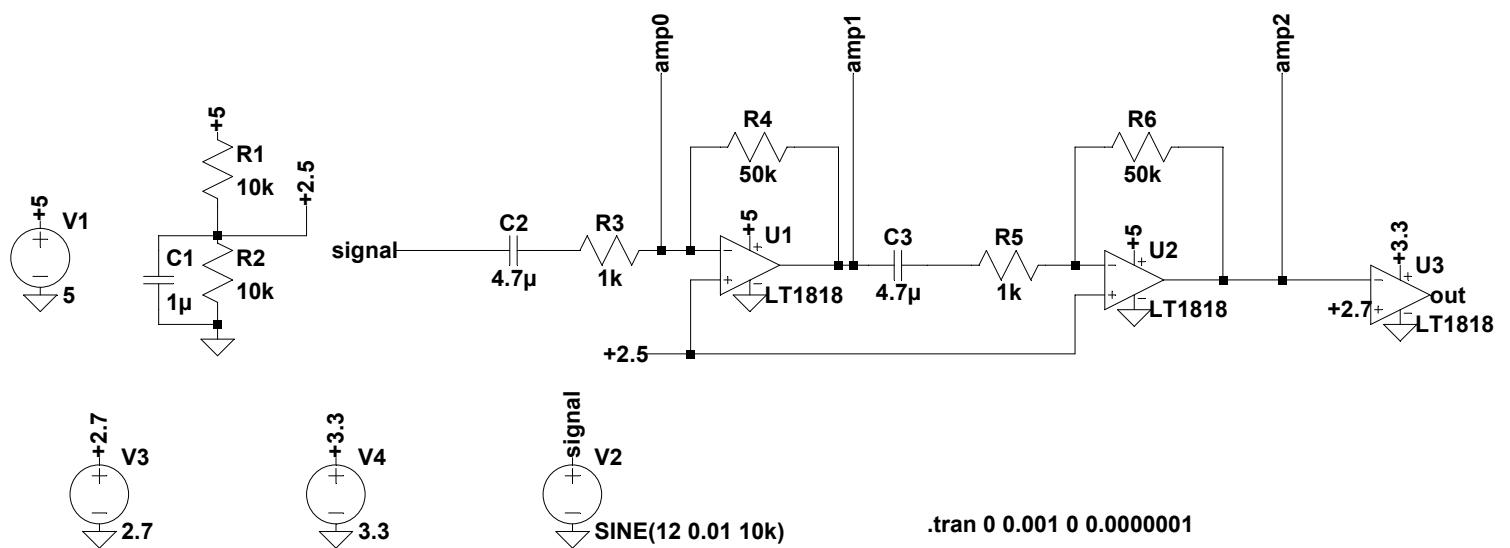 amp0
amp1
amp2
+5
R1
10k
+2.5
R4
50k
R6
50k
+5
V1
5
C1
1µ
R2
10k
signal
C2
4.7µ
R3
1k
+5
U1
LT1818
C3
4.7µ
R5
1k
+5
U2
LT1818
+3.3
U3
+2.7
out
LT1818
+2.5
+2.7
V3
2.7
+3.3
V4
3.3
signal
V2
SINE(12 0.01 10k)
.tran 0 0.001 0 0.0000001